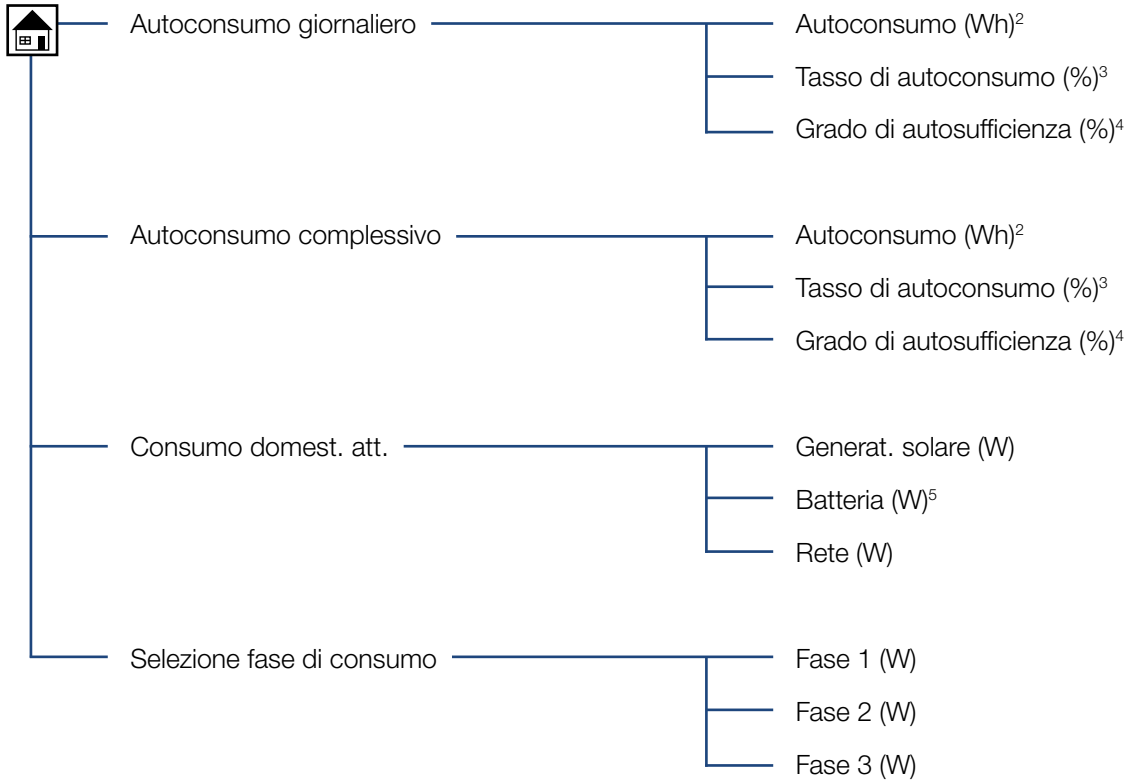 Autoconsumo giornaliero
Autoconsumo (Wh)²
Tasso di autoconsumo (%)³
Grado di autosufficienza (%)⁴
Autoconsumo complessivo
Autoconsumo (Wh)²
Tasso di autoconsumo (%)³
Grado di autosufficienza (%)⁴
Consumo domest. att.
Generat. solare (W)
Batteria (W)⁵
Rete (W)
Selezione fase di consumo
Fase 1 (W)
Fase 2 (W)
Fase 3 (W)